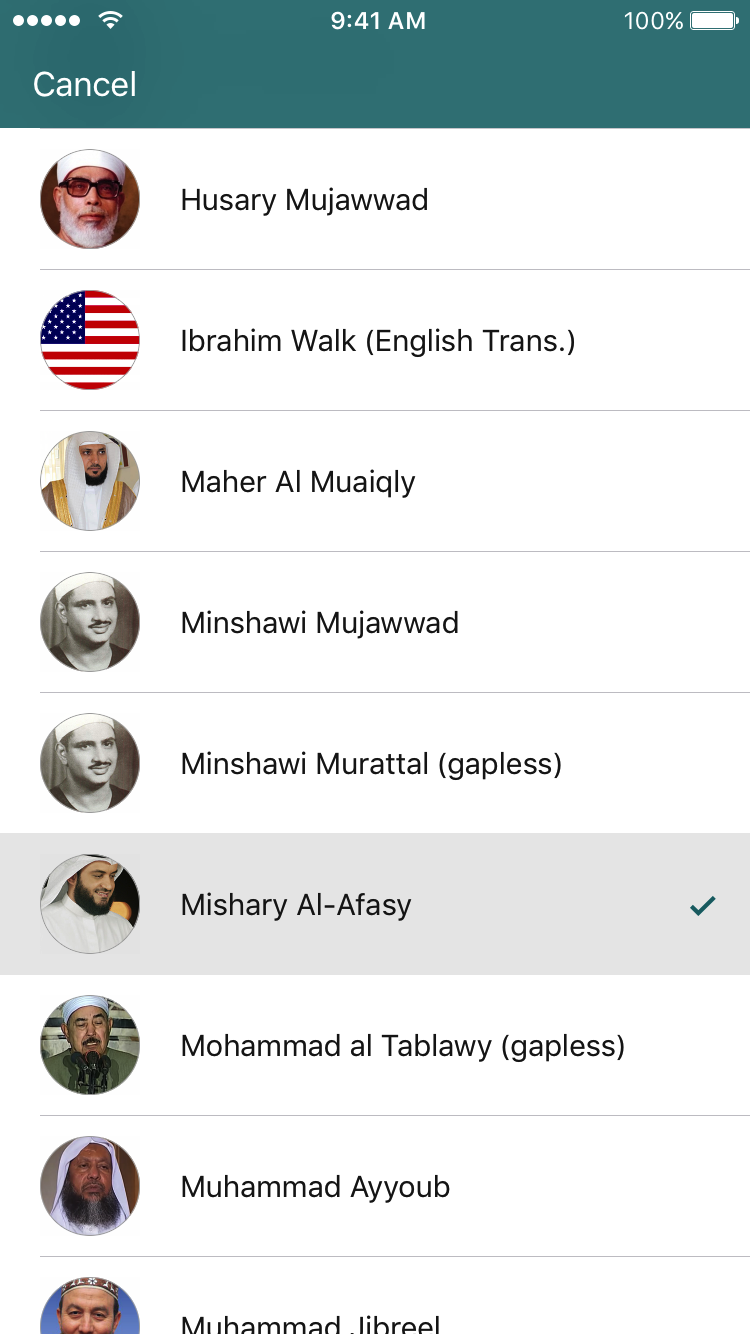 9:41 AM
100%
Cancel
Husary Mujawwad
Ibrahim Walk (English Trans.)
Maher Al Muaiqly
Minshawi Mujawwad
Minshawi Murattal (gapless)
Mishary Al-Afasy
Mohammad al Tablawy (gapless)
Muhammad Ayyoub
Muhammad Jibreel